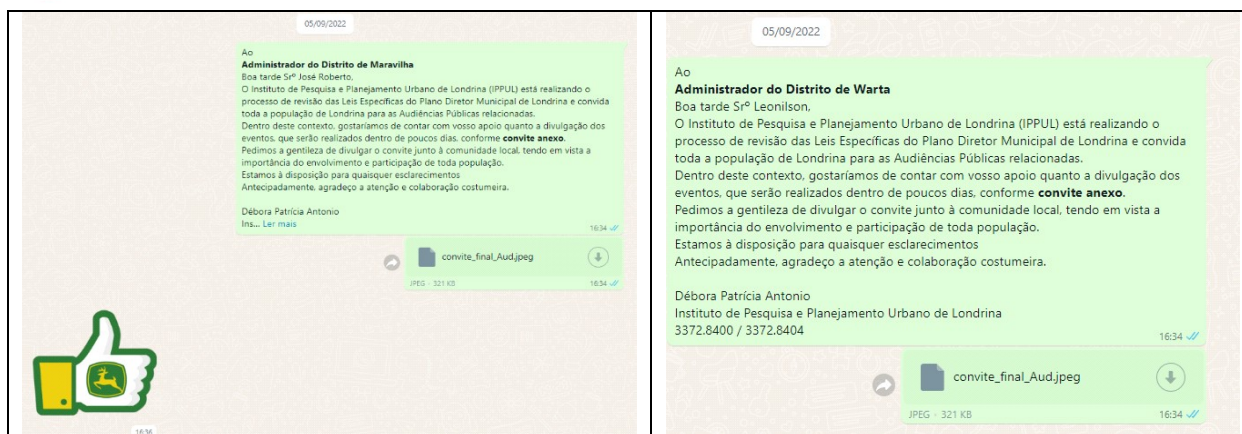 05/09/2022
Ao
Administrador do Distrito de Maravilha
Boa tarde Srº José Roberto,
O Instituto de Pesquisa e Planejamento Urbano de Londrina (IPPUL) está realizando o
processo de revisão das Leis Específicas do Plano Diretor Municipal de Londrina e convida
toda a população de Londrina para as Audiências Públicas relacionadas.
Dentro deste contexto, gostaríamos de contar com vosso apoio quanto a divulgação dos
eventos, que serão realizados dentro de poucos dias, conforme convite anexo.
Pedimos a gentileza de divulgar o convite junto à comunidade local, tendo em vista a
importância do envolvimento e participação de toda população.
Estamos à disposição para quaisquer esclarecimentos
Antecipadamente, agradeço a atenção e colaboração costumeira.
Débora Patrícia Antonio
Ins... Ler mais
16:34
convite_final_Aud.jpeg
JPEG · 321 KB
16:34
16:36
05/09/2022
Ao
Administrador do Distrito de Warta
Boa tarde Srº Leonilson,
O Instituto de Pesquisa e Planejamento Urbano de Londrina (IPPUL) está realizando o
processo de revisão das Leis Específicas do Plano Diretor Municipal de Londrina e convida
toda a população de Londrina para as Audiências Públicas relacionadas.
Dentro deste contexto, gostaríamos de contar com vosso apoio quanto a divulgação dos
eventos, que serão realizados dentro de poucos dias, conforme convite anexo.
Pedimos a gentileza de divulgar o convite junto à comunidade local, tendo em vista a
importância do envolvimento e participação de toda população.
Estamos à disposição para quaisquer esclarecimentos
Antecipadamente, agradeço a atenção e colaboração costumeira.
Débora Patrícia Antonio
Instituto de Pesquisa e Planejamento Urbano de Londrina
3372.8400 / 3372.8404
16:34
convite_final_Aud.jpeg
JPEG · 321 KB
16:34